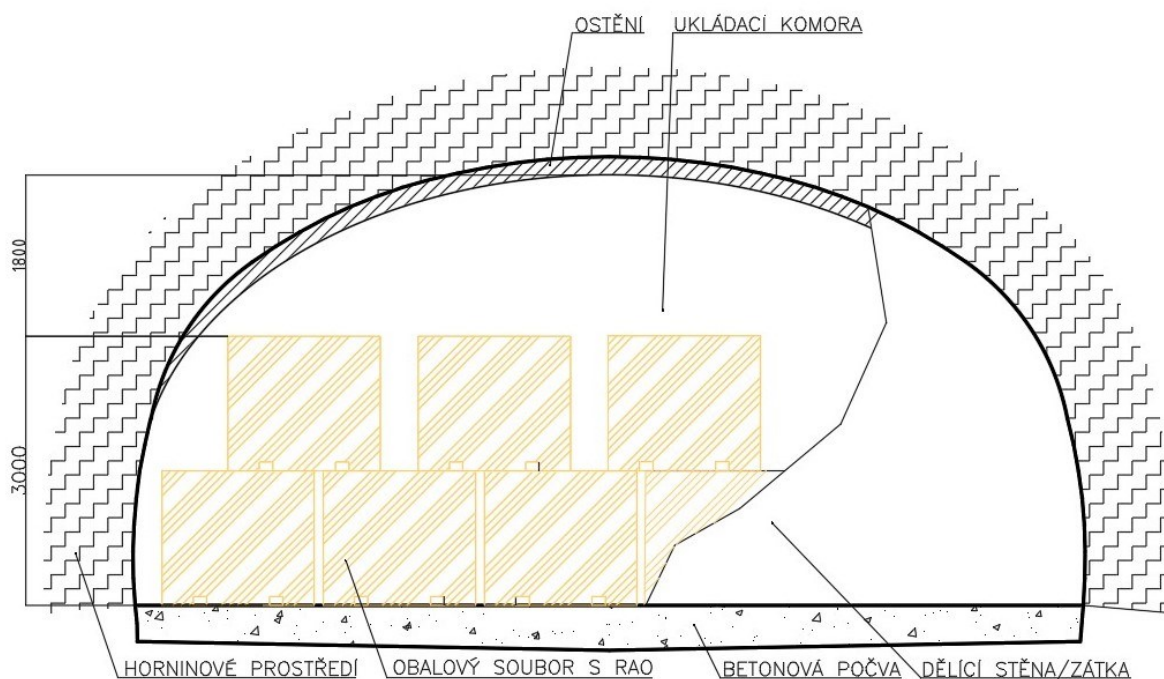 OSTĚNÍ
UKLÁDACÍ KOMORA
1800
3000
HORNINOVÉ PROSTŘEDÍ
OBALOVÝ SOUBOR S RAO
BETONOVÁ POČVA
DĚLÍCÍ STĚNA/ZÁTKA